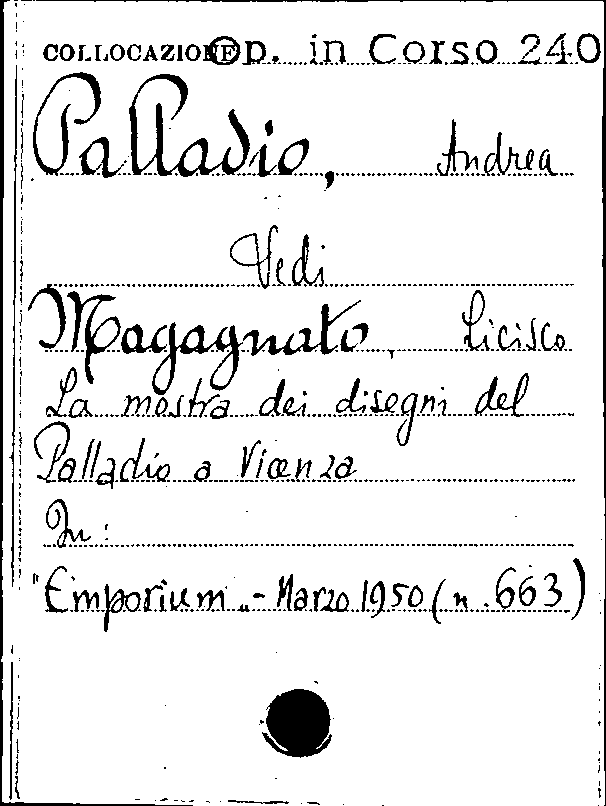 COLLOCAZIONE Op. in Corso 240
Palladio, Andrea
Vedi
Magagnato, Licisco
La mostra dei disegni del
Palladio a Vicenza
In:
"Emporium„ - Marzo 1950 (n. 663)